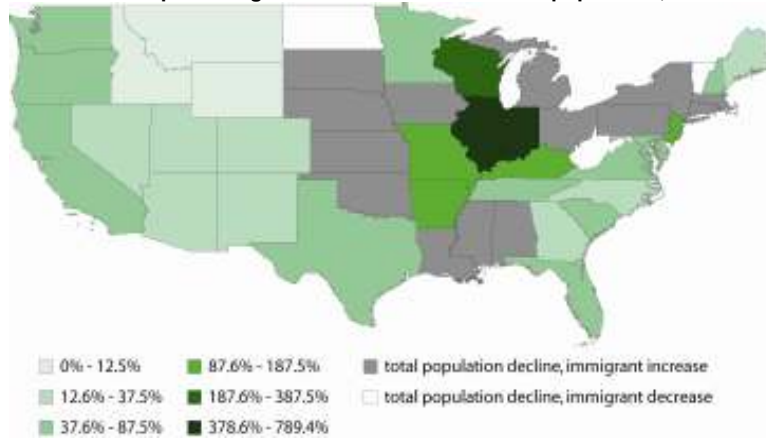 0% - 12.5%
12.6% - 37.5%
37.6% - 87.5%
87.6% - 187.5%
187.6% - 387.5%
378.6% - 789.4%
total population decline, immigrant increase
total population decline, immigrant decrease